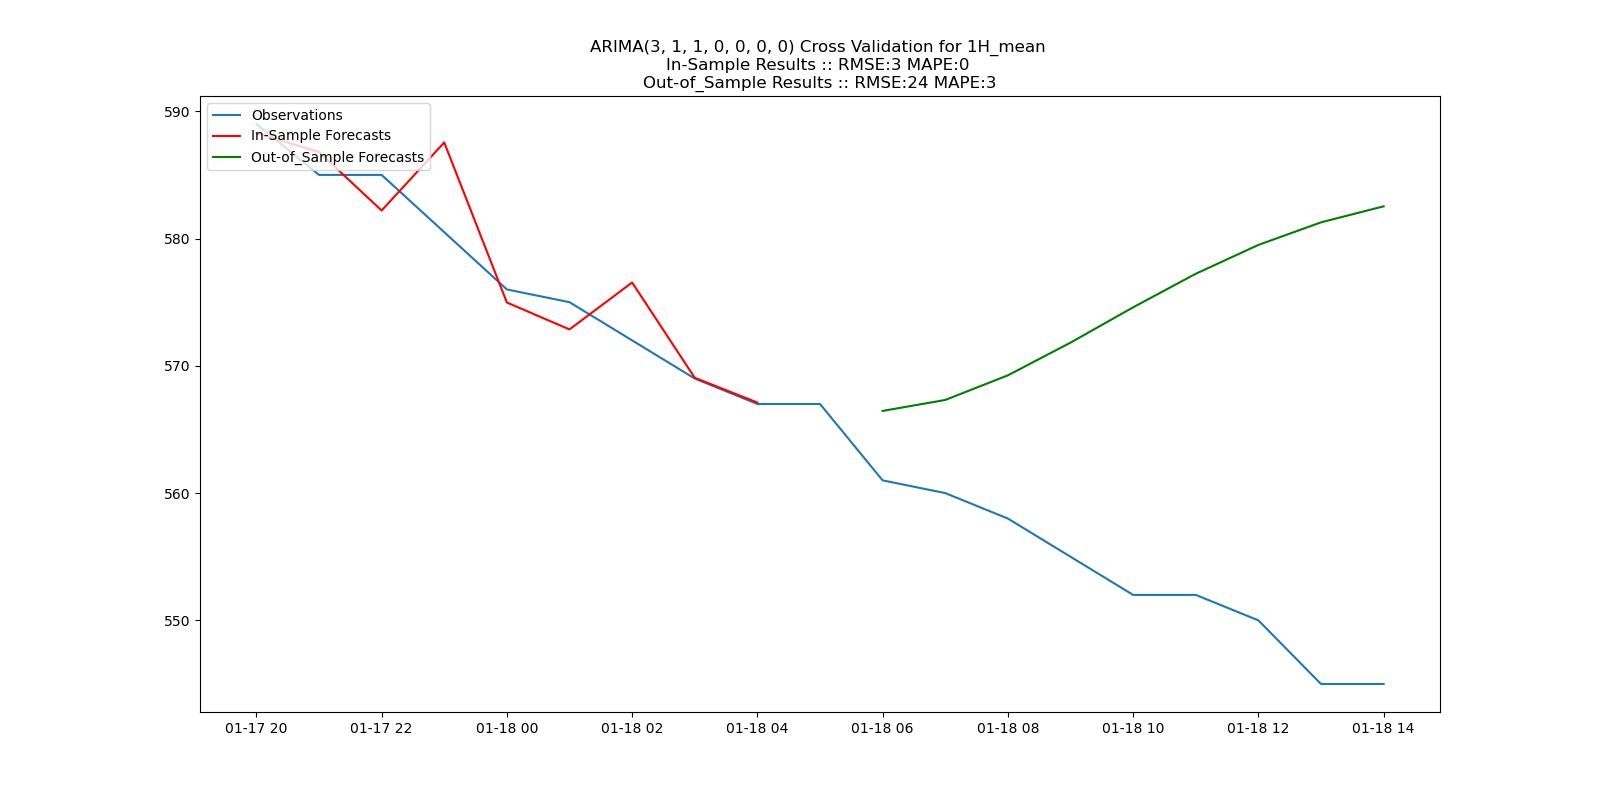 ARIMA(3, 1, 1, 0, 0, 0, 0) Cross Validation for 1H_mean
In-Sample Results :: RMSE:3 MAPE:0
Out-of_Sample Results :: RMSE:24 MAPE:3
Observations
In-Sample Forecasts
Out-of_Sample Forecasts
590
580
570
560
550
01-17 20 01-17 22 01-18 00 01-18 02 01-18 04 01-18 06 01-18 08 01-18 10 01-18 12 01-18 14